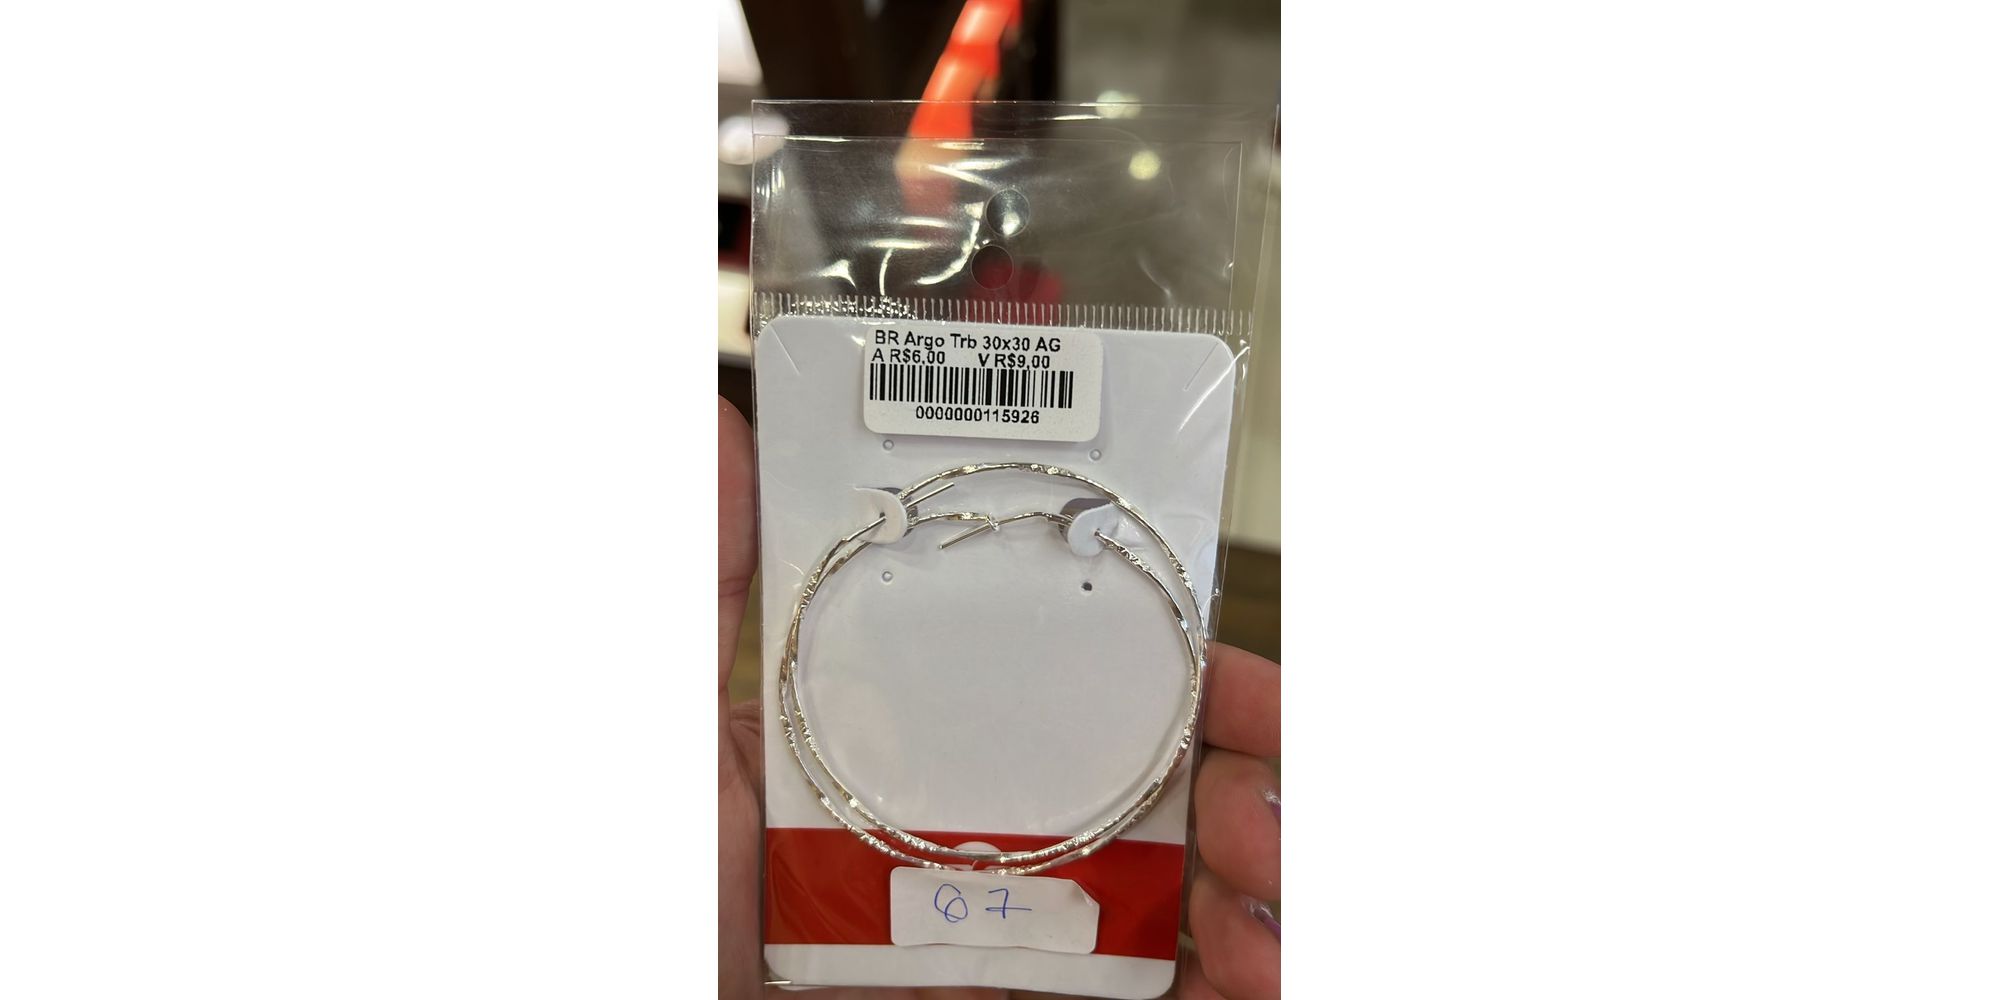 BR Argo Trb 30x30 AG
A R$6,00 V R$9,00
0000000115926
67